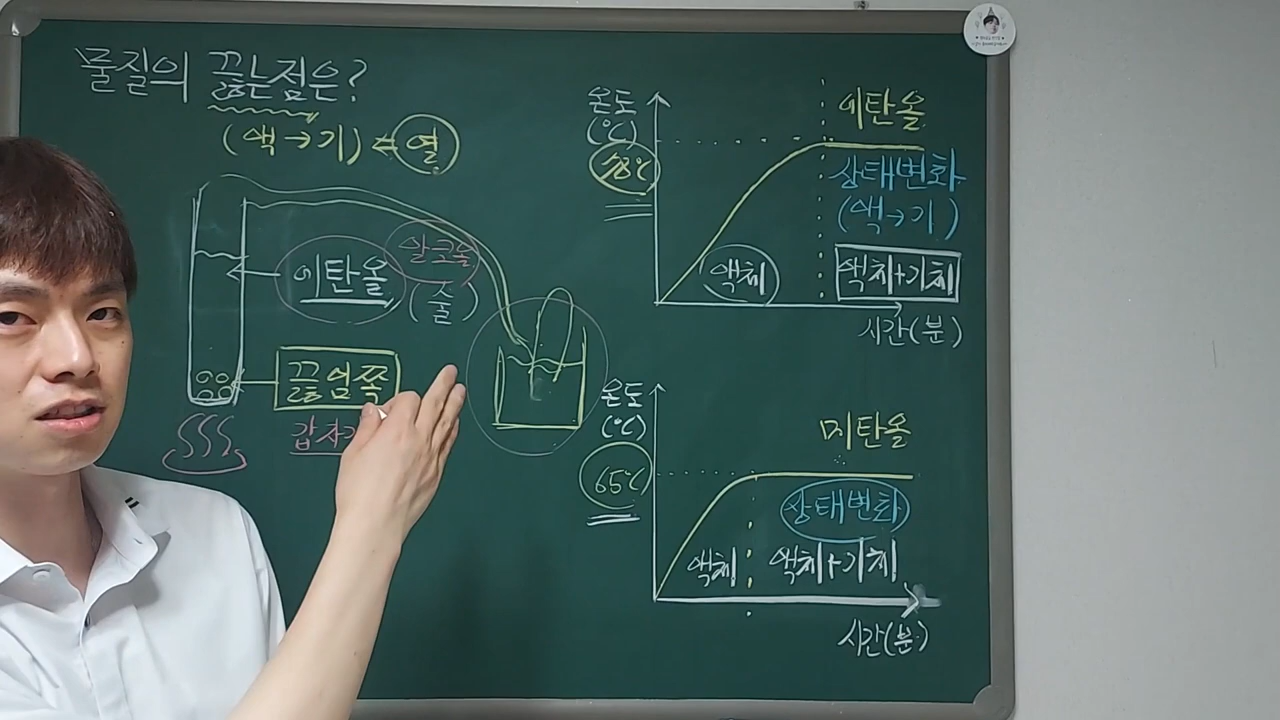 물질의 끓는점은?
(액→기) ⇐ 열
에탄올
알코올
(술)
끓임쪽
갑자기
온도
(℃)
78℃
에탄올
상태변화
(액→기)
액체
액체+기체
시간(분)
온도
(℃)
65℃
메탄올
상태변화
액체
액체+기체
시간(분)